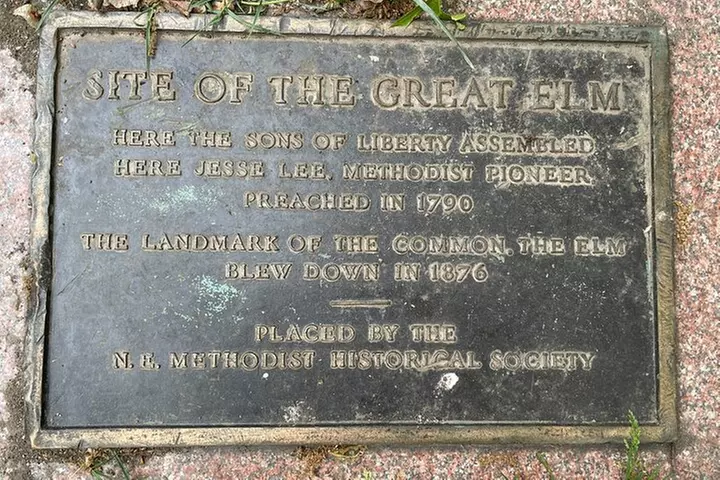 SITE OF THE GREAT ELM
HERE THE SONS OF LIBERTY ASSEMBLED
HERE JESSE LEE, METHODIST PIONEER,
PREACHED IN 1790
THE LANDMARK OF THE COMMON, THE ELM
BLEW DOWN IN 1876
PLACED BY THE
N. E. METHODIST HISTORICAL SOCIETY